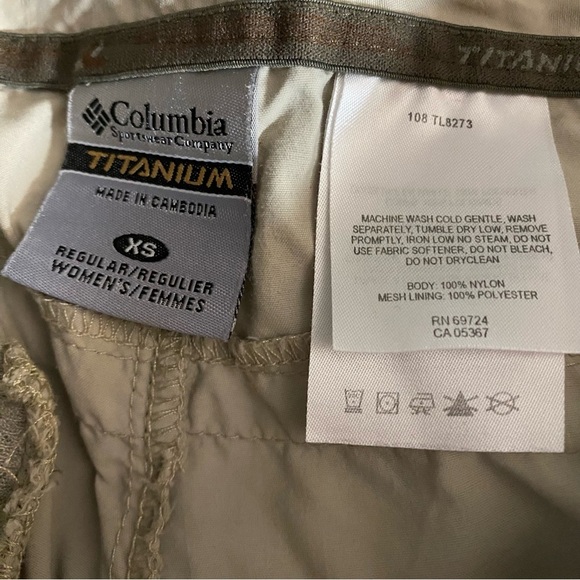 TITANIU
Columbia
Sportswear Company
TITANIUM
MADE IN CAMBODIA
XS
REGULAR/REGULIER
WOMEN'S/FEMMES
108 TL8273
MACHINE WASH COLD GENTLE, WASH
SEPARATELY, TUMBLE DRY LOW, REMOVE
PROMPTLY, IRON LOW NO STEAM, DO NOT
USE FABRIC SOFTENER, DO NOT BLEACH,
DO NOT DRYCLEAN
BODY: 100% NYLON
MESH LINING: 100% POLYESTER
RN 69724
CA 05367